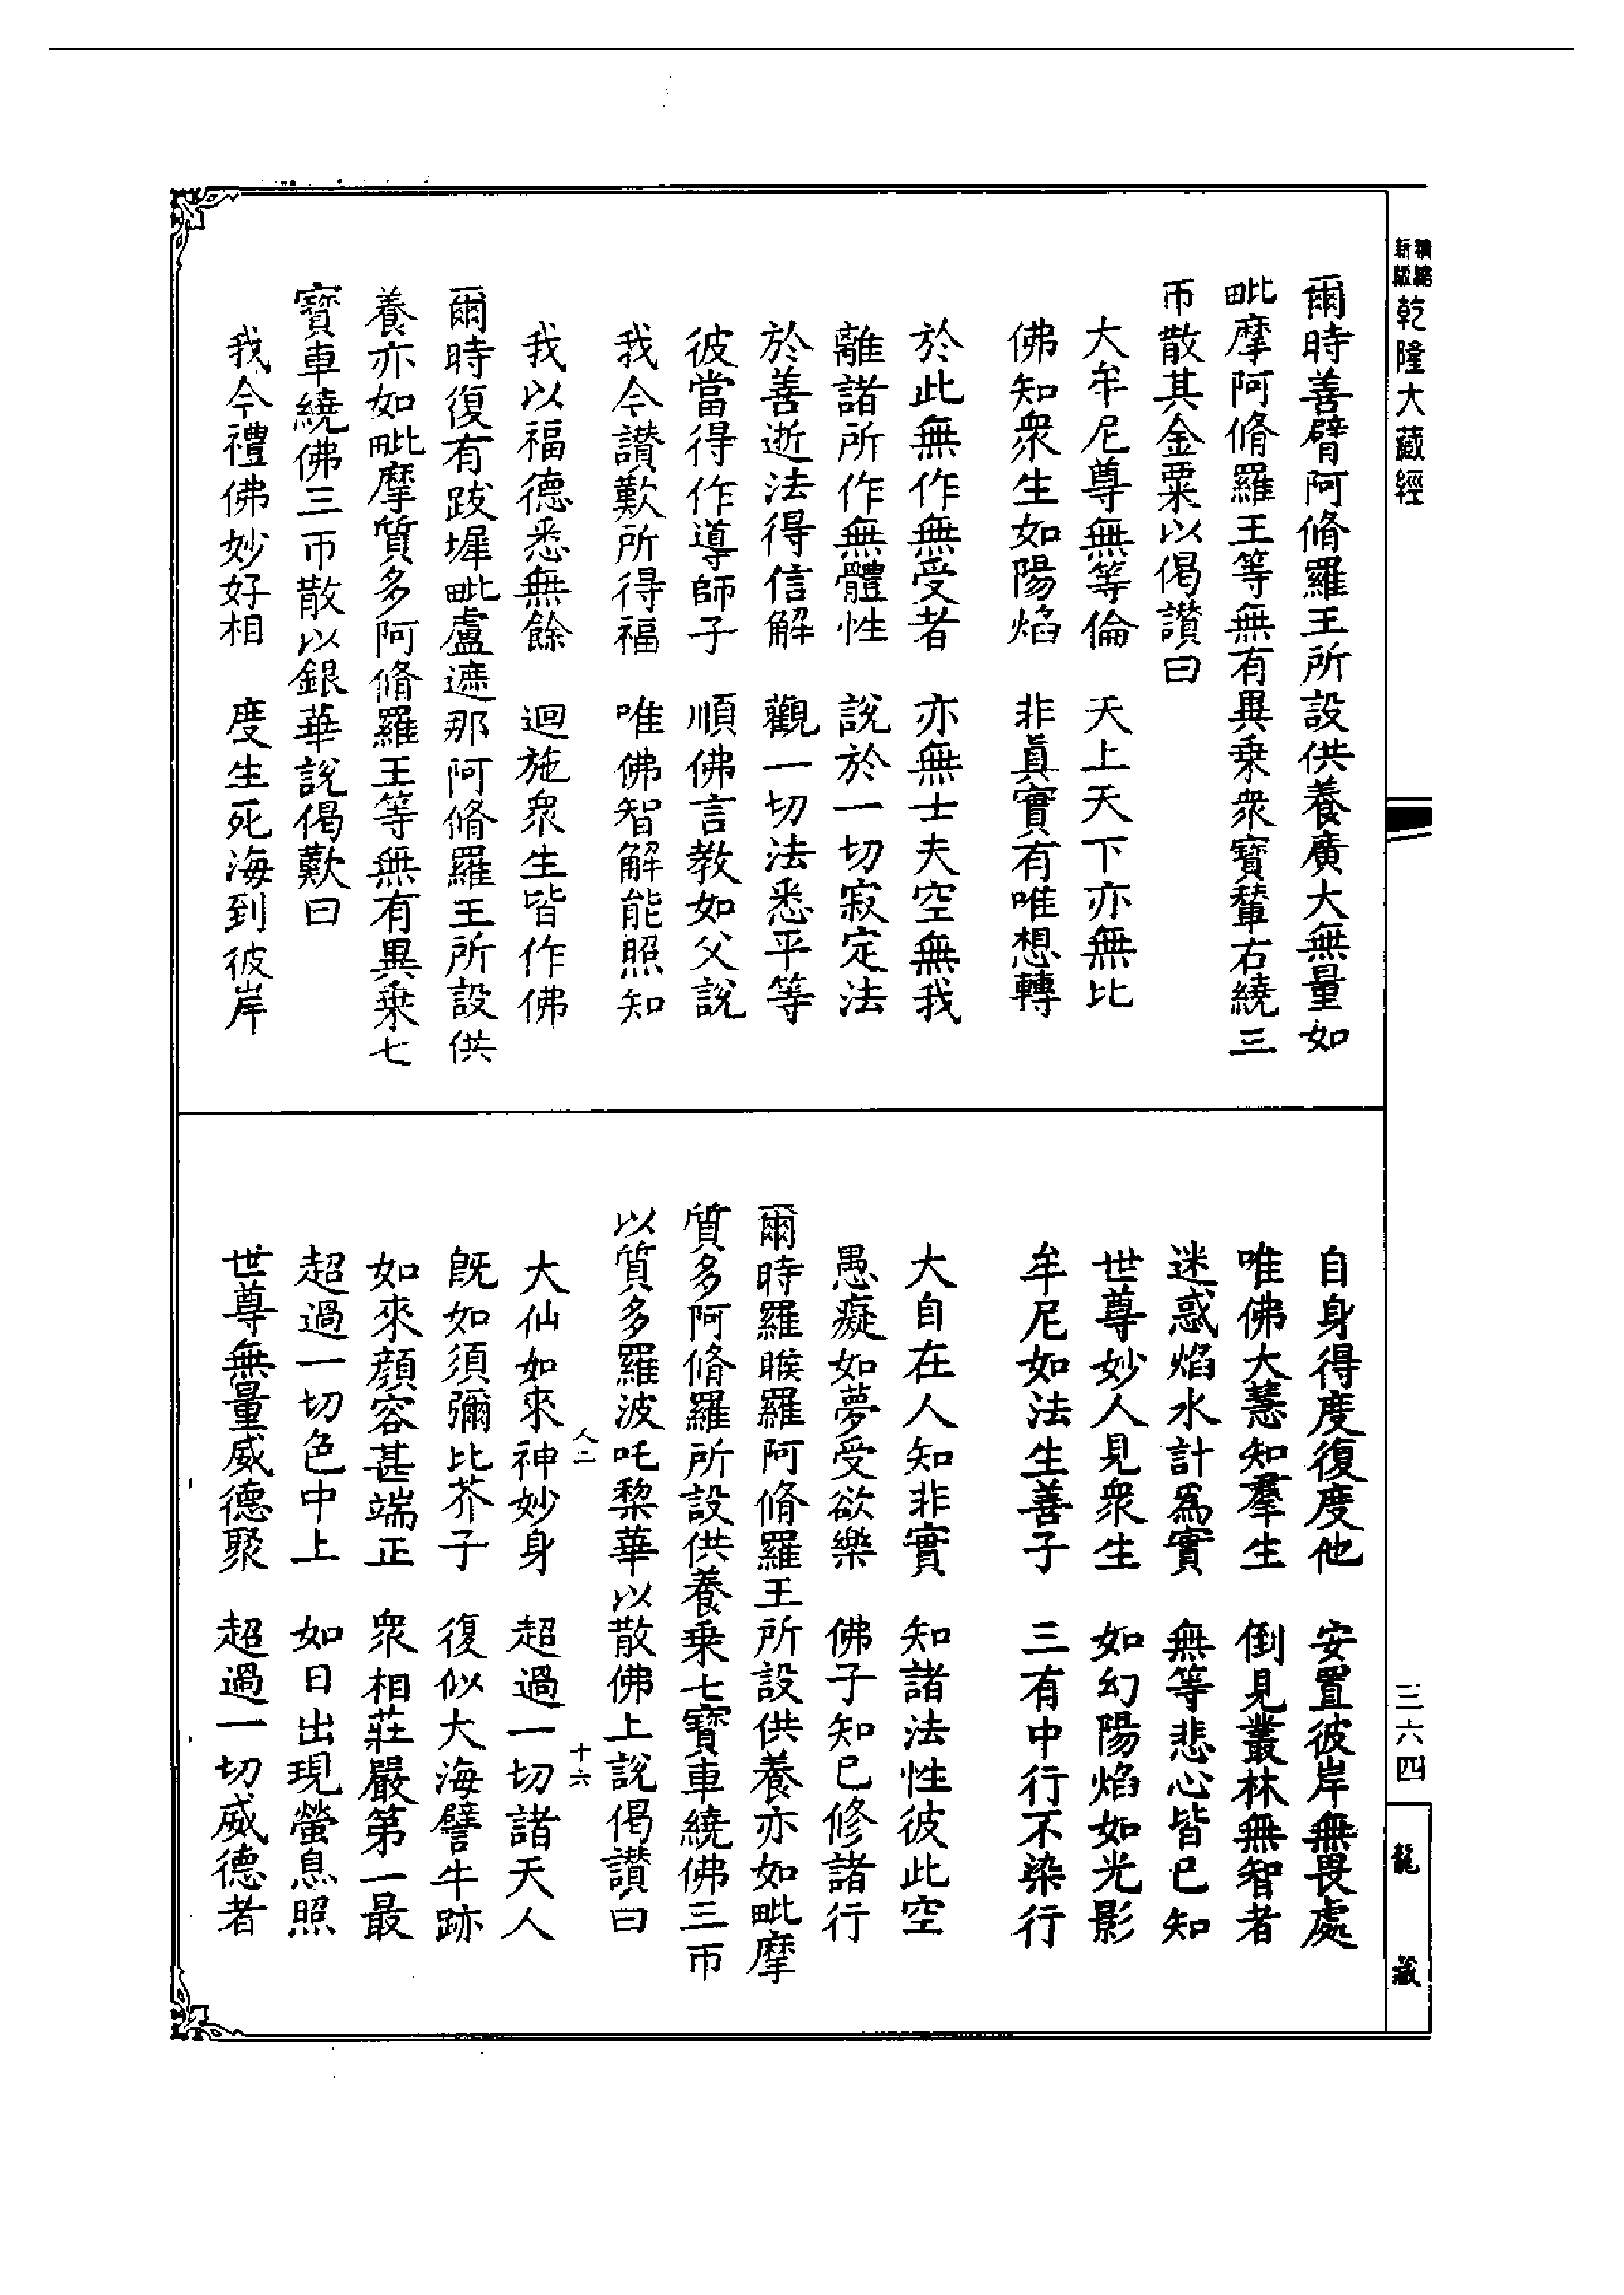 精縮
新版
乾隆大藏經
三六四
龍藏
爾時善臂阿脩羅王所設供養廣大無量如
毗摩阿脩羅王等無有異乗衆寳輦右繞三
帀散其金粟以偈讃曰
大牟尼尊無等倫　天上天下亦無比
佛知衆生如陽焰　非眞實有唯想轉
於此無作無受者　亦無士夫空無我
離諸所作無體性　說於一切寂定法
於善逝法得信解　觀一切法悉平等
彼當得作導師子　順佛言教如父說
我今讃歎所得福　唯佛智解能照知
我以福德悉無餘　迴施衆生皆作佛
爾時復有跋墀毗盧遮那阿脩羅王所設供
養亦如毗摩質多阿脩羅王等無有異乗七
寳車繞佛三帀散以銀華說偈歎曰
我今禮佛妙好相　度生死海到彼岸
自身得度復度他　安置彼岸無畏處
唯佛大慧知羣生　倒見叢林無智者
迷惑焰水計為實　無等悲心皆已知
世尊妙人見衆生　如幻陽焰如光影
牟尼如法生善子　三有中行不染行
大自在人知非實　知諸法性彼此空
愚癡如夢受欲樂　佛子知已修諸行
爾時羅睺羅阿脩羅王所設供養亦如毗摩
質多阿脩羅所設供養乗七寳車繞佛三帀
以質多羅波吒黎華以散佛上說偈讃曰
人二　十六
大仙如來神妙身　超過一切諸天人
旣如須彌比芥子　復似大海譬牛跡
如來顔容甚端正　衆相莊嚴第一最
超過一切色中上　如日出現螢息照
世尊無量威德聚　超過一切威德者